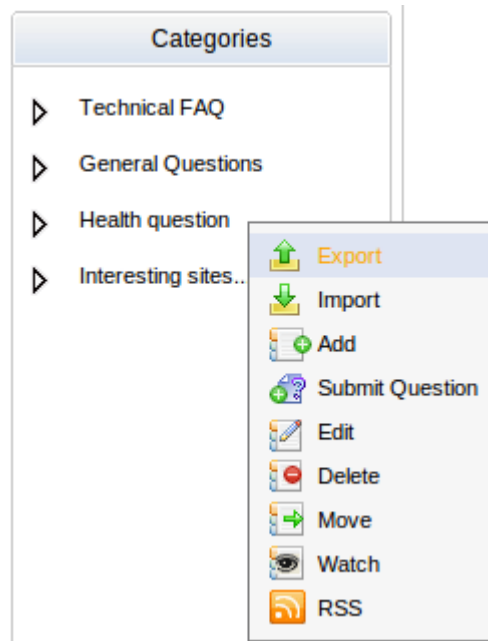 Categories
Technical FAQ
General Questions
Health question
Interesting sites..
Export
Import
Add
Submit Question
Edit
Delete
Move
Watch
RSS